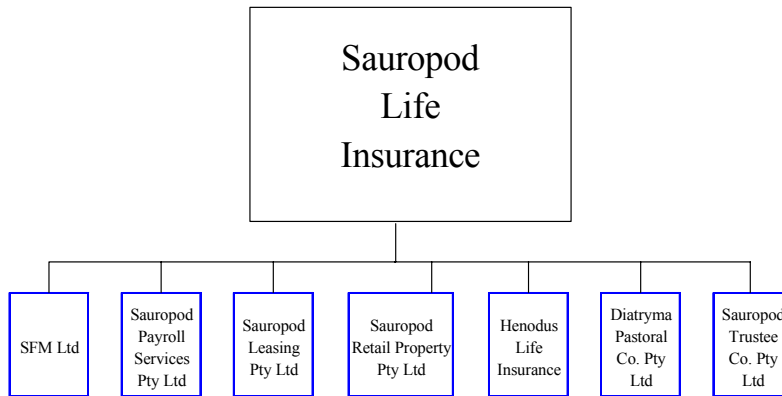 Sauropod
Life
Insurance
SFM Ltd
Sauropod
Payroll
Services
Pty Ltd
Sauropod
Leasing
Pty Ltd
Sauropod
Retail Property
Pty Ltd
Henodus
Life
Insurance
Diatryma
Pastoral
Co. Pty
Ltd
Sauropod
Trustee
Co. Pty
Ltd